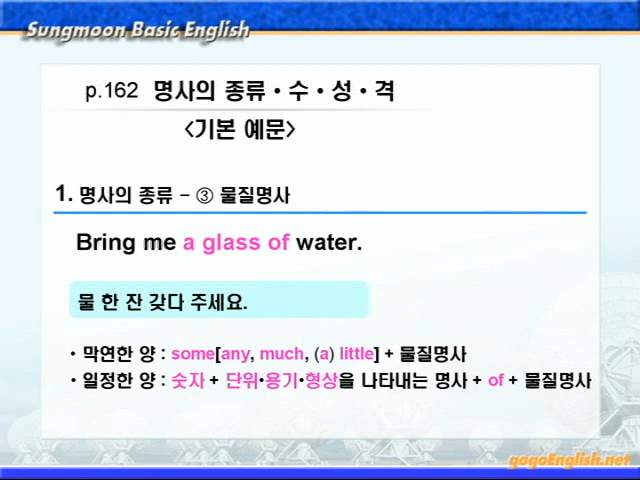 Sungmoon Basic English
p.162 명사의 종류・수・성・격
<기본 예문>
1. 명사의 종류 - ③ 물질명사
Bring me a glass of water.
물 한 잔 갖다 주세요.
• 막연한 양 : some[any, much, (a) little] + 물질명사
• 일정한 양 : 숫자 + 단위•용기•형상을 나타내는 명사 + of + 물질명사
gogoEnglish.net